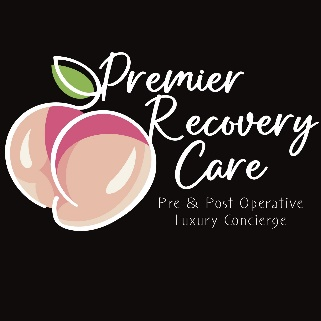 Premier
Recovery
Care
Pre & Post Operative
Luxury Concierge